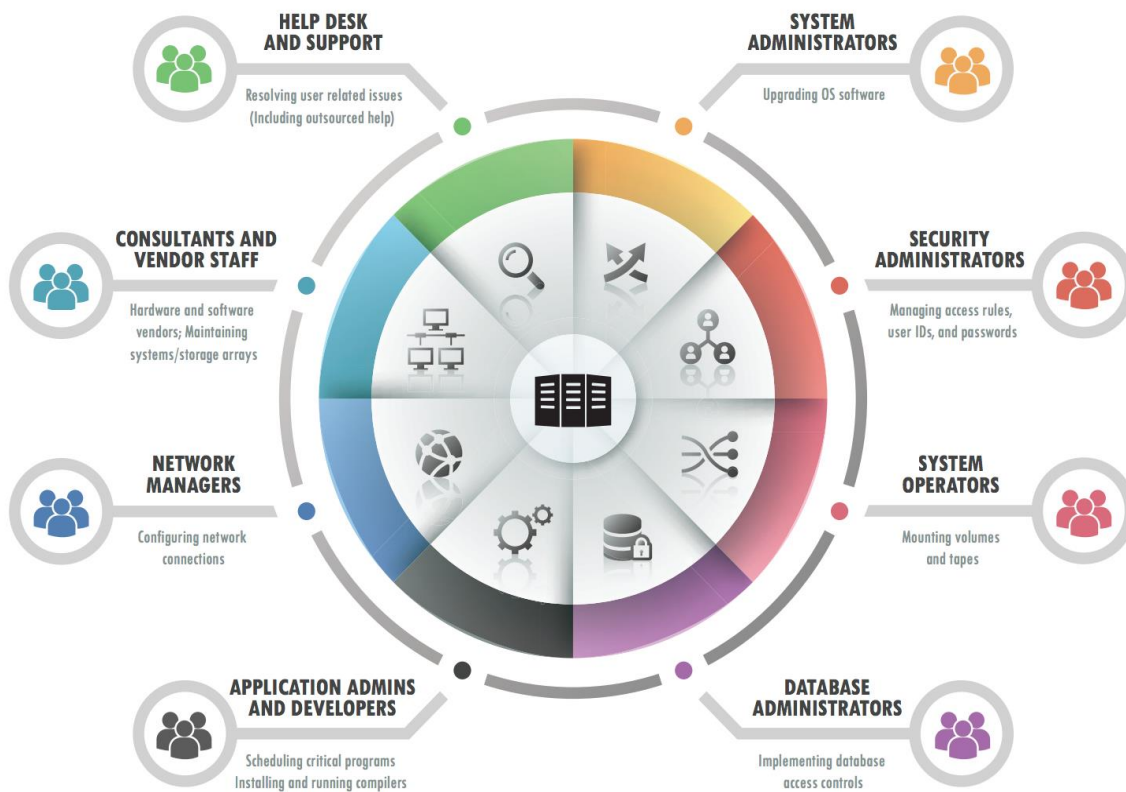 HELP DESK
AND SUPPORT
Resolving user related issues
(Including outsourced help)
SYSTEM
ADMINISTRATORS
Upgrading OS software
CONSULTANTS AND
VENDOR STAFF
Hardware and software
vendors; Maintaining
systems/storage arrays
SECURITY
ADMINISTRATORS
Managing access rules,
user IDs, and passwords
NETWORK
MANAGERS
Configuring network
connections
SYSTEM
OPERATORS
Mounting volumes
and tapes
APPLICATION ADMINS
AND DEVELOPERS
Scheduling critical programs
Installing and running compilers
DATABASE
ADMINISTRATORS
Implementing database
access controls